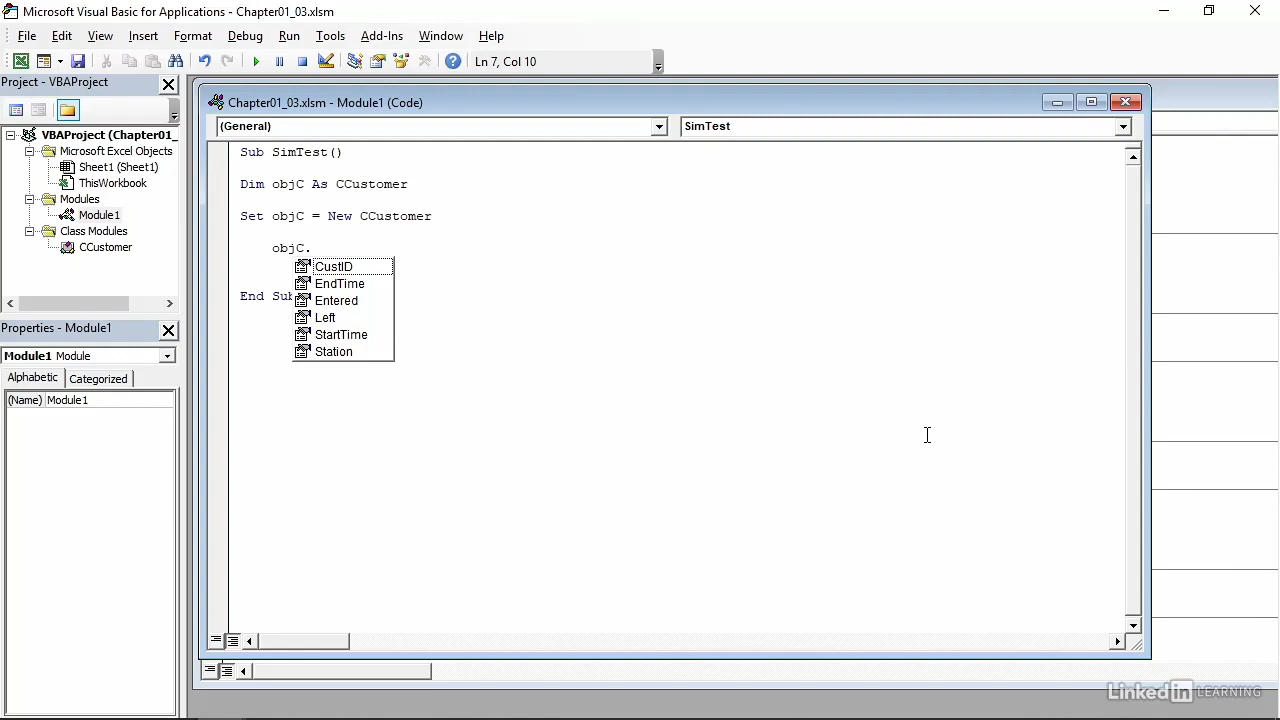 Microsoft Visual Basic for Applications - Chapter01_03.xlsm
File Edit View Insert Format Debug Run Tools Add-Ins Window Help
Ln 7, Col 10
Project - VBAProject
VBAProject (Chapter01_
Microsoft Excel Objects
Sheet1 (Sheet1)
ThisWorkbook
Modules
Module1
Class Modules
CCustomer
Properties - Module1
Module1 Module
Alphabetic Categorized
(Name) Module1
Chapter01_03.xlsm - Module1 (Code)
(General) SimTest
Sub SimTest()
Dim objC As CCustomer
Set objC = New CCustomer
objC.
CustID
EndTime
End Sub
Entered
Left
StartTime
Station
LinkedIn LEARNING